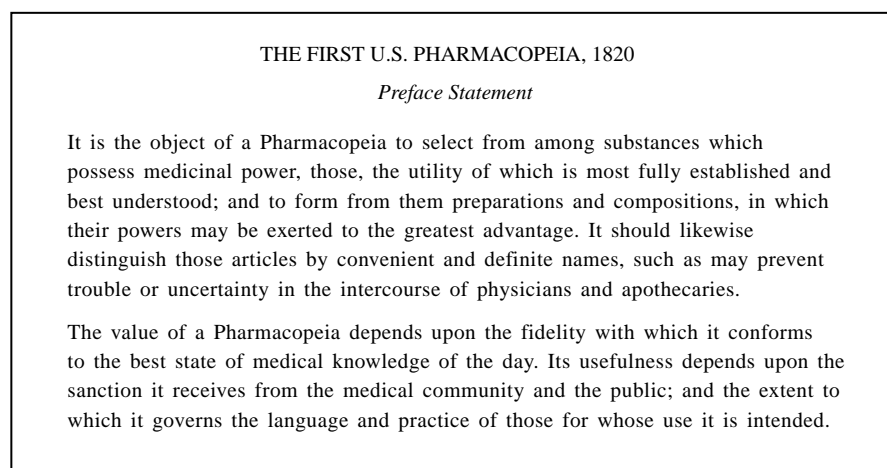 THE FIRST U.S. PHARMACOPEIA, 1820
Preface Statement
It is the object of a Pharmacopeia to select from among substances which
possess medicinal power, those, the utility of which is most fully established and
best understood; and to form from them preparations and compositions, in which
their powers may be exerted to the greatest advantage. It should likewise
distinguish those articles by convenient and definite names, such as may prevent
trouble or uncertainty in the intercourse of physicians and apothecaries.
The value of a Pharmacopeia depends upon the fidelity with which it conforms
to the best state of medical knowledge of the day. Its usefulness depends upon the
sanction it receives from the medical community and the public; and the extent to
which it governs the language and practice of those for whose use it is intended.